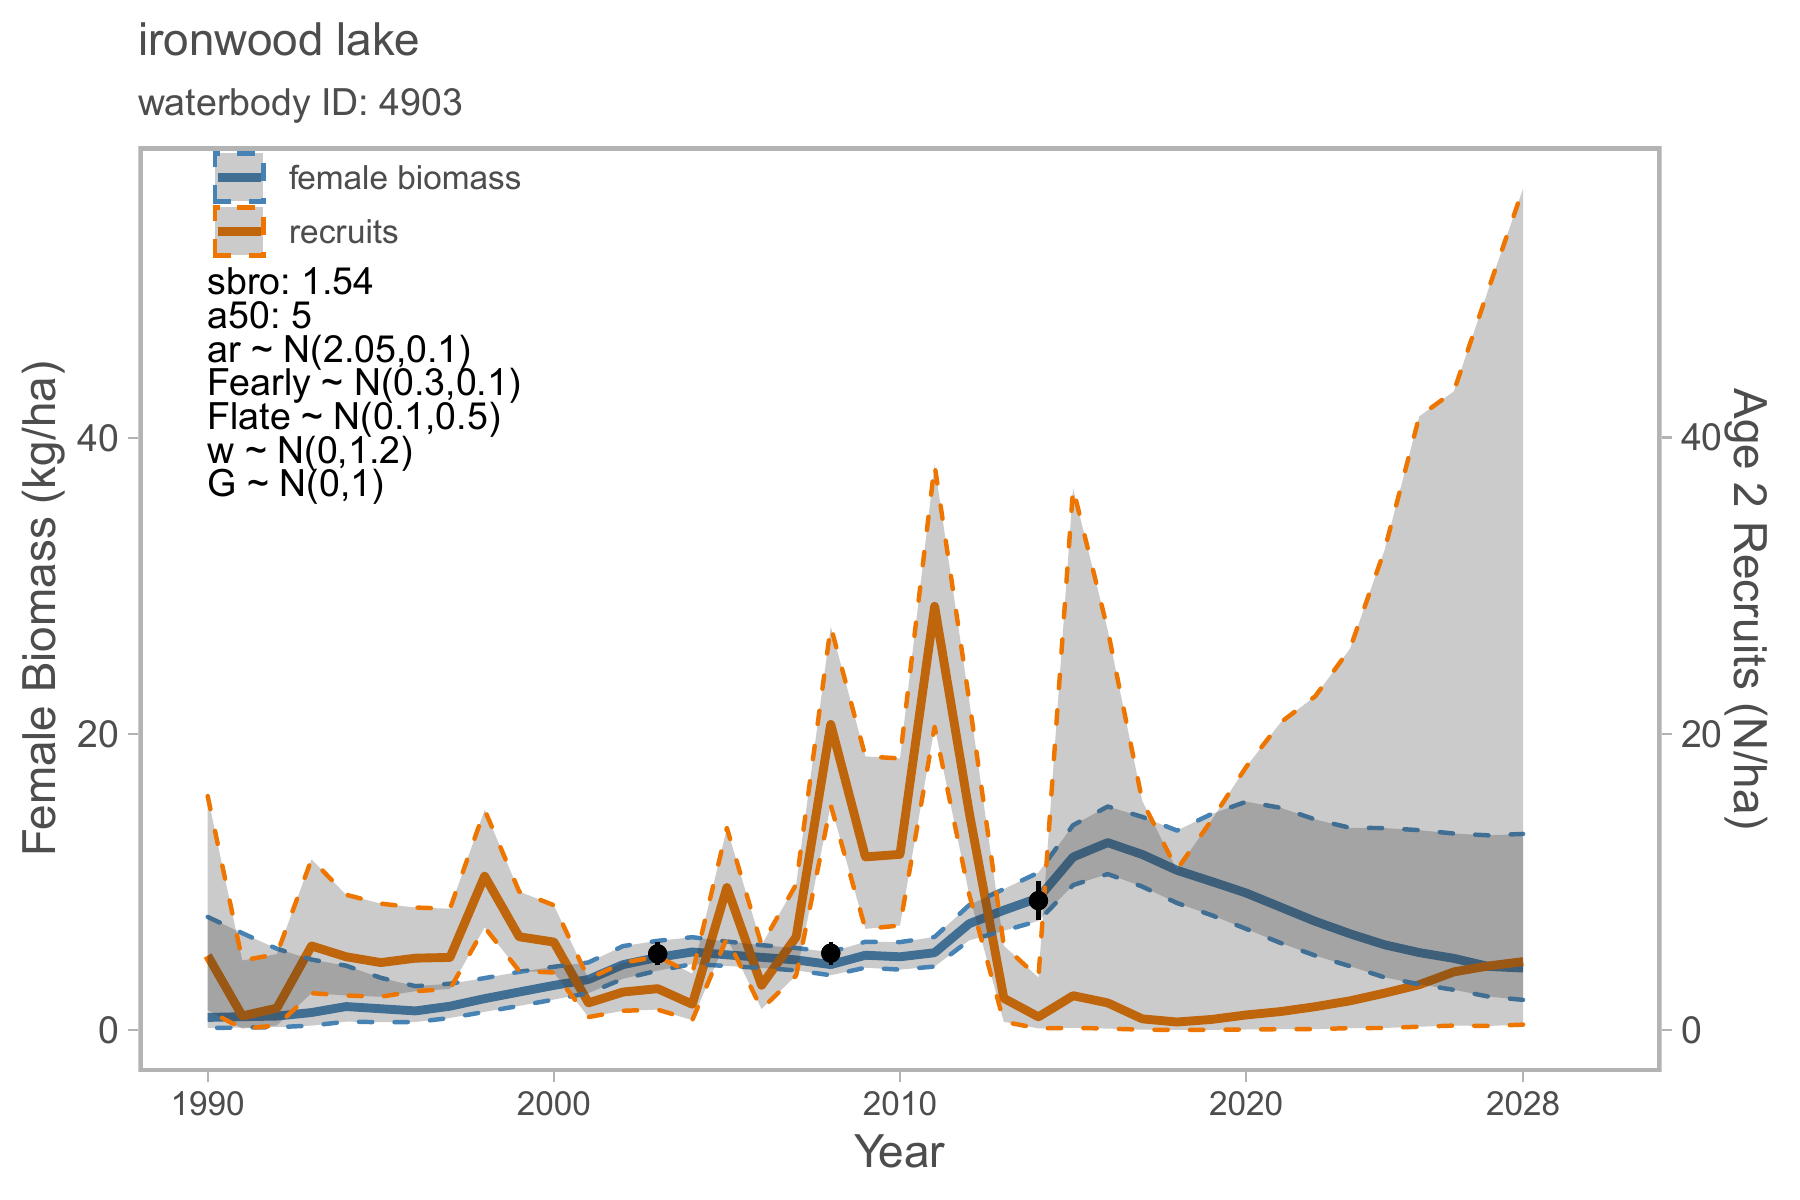 ironwood lake
waterbody ID: 4903
female biomass
recruits
sbro: 1.54
a50: 5
ar ~ N(2.05,0.1)
Fearly ~ N(0.3,0.1)
Flate ~ N(0.1,0.5)
w ~ N(0,1.2)
G ~ N(0,1)
Female Biomass (kg/ha)
40
20
0
40
20
0
Age 2 Recruits (N/ha)
1990
2000
2010
2020
2028
Year